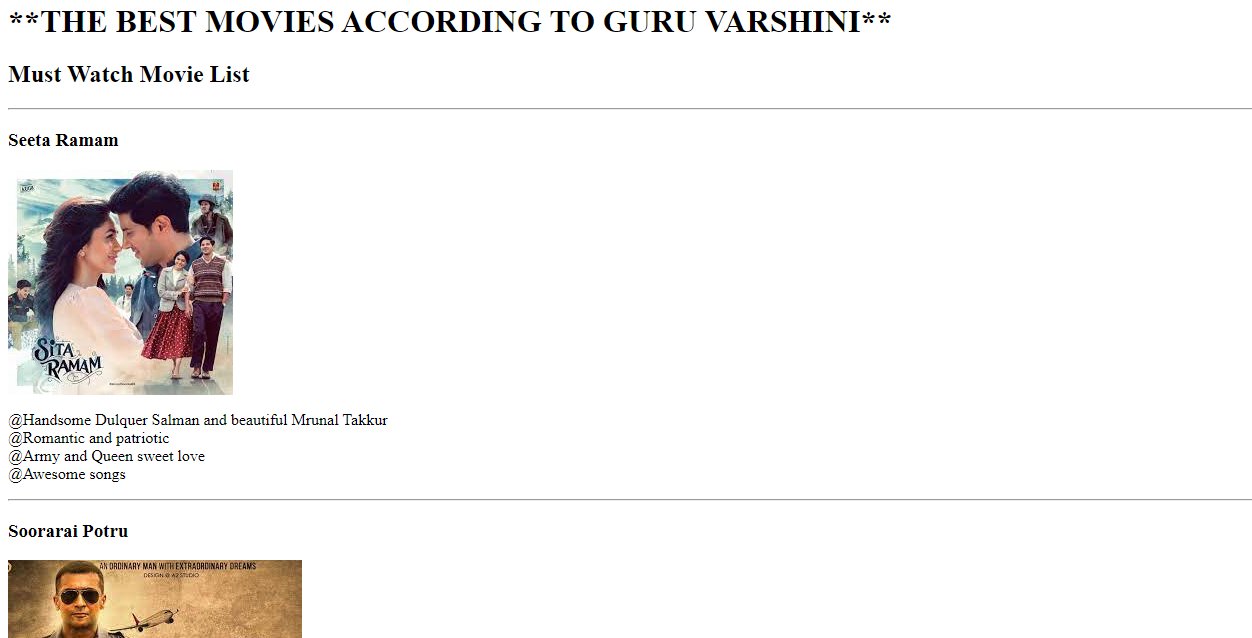 **THE BEST MOVIES ACCORDING TO GURU VARSHINI**
Must Watch Movie List
Seeta Ramam
SiTA
RAMAM
@Handsome Dulquer Salman and beautiful Mrunal Takkur
@Romantic and patriotic
@Army and Queen sweet love
@Awesome songs
Soorarai Potru
AN ORDINARY MAN WITH EXTRAORDINARY DREAMS
DESIGN @ A2 STUDIO